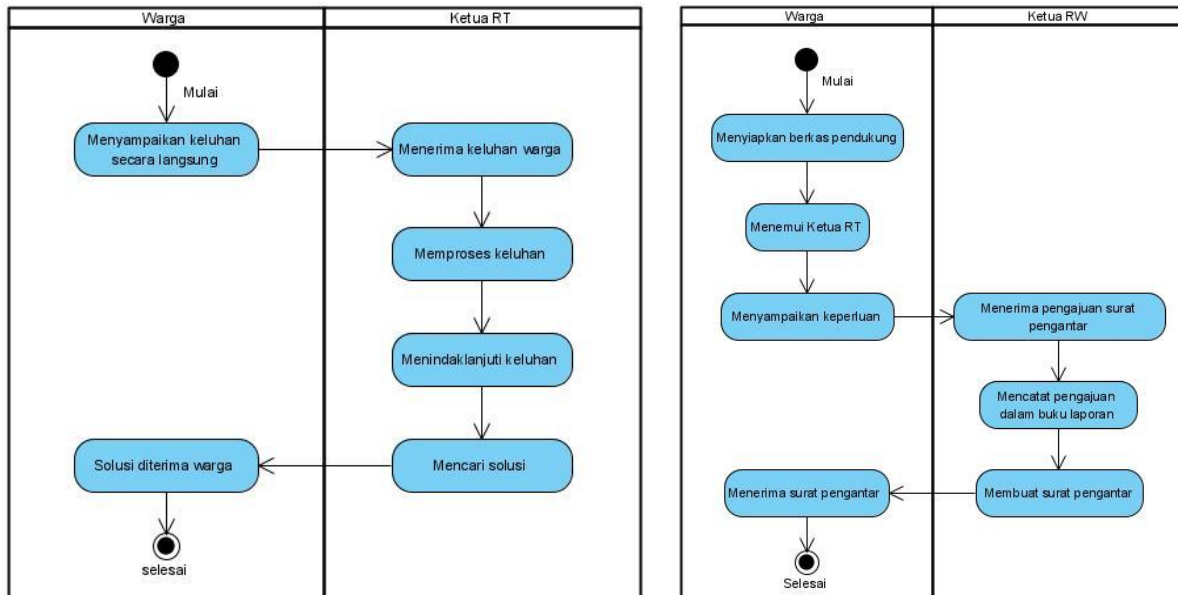 Warga
Ketua RT
Mulai
Menyampaikan keluhan
secara langsung
Menerima keluhan warga
Memproses keluhan
Menindaklanjuti keluhan
Mencari solusi
Solusi diterima warga
selesai
Warga
Ketua RW
Mulai
Menyiapkan berkas pendukung
Menemui Ketua RT
Menyampaikan keperluan
Menerima pengajuan surat
pengantar
Mencatat pengajuan
dalam buku laporan
Membuat surat pengantar
Menerima surat pengantar
Selesai